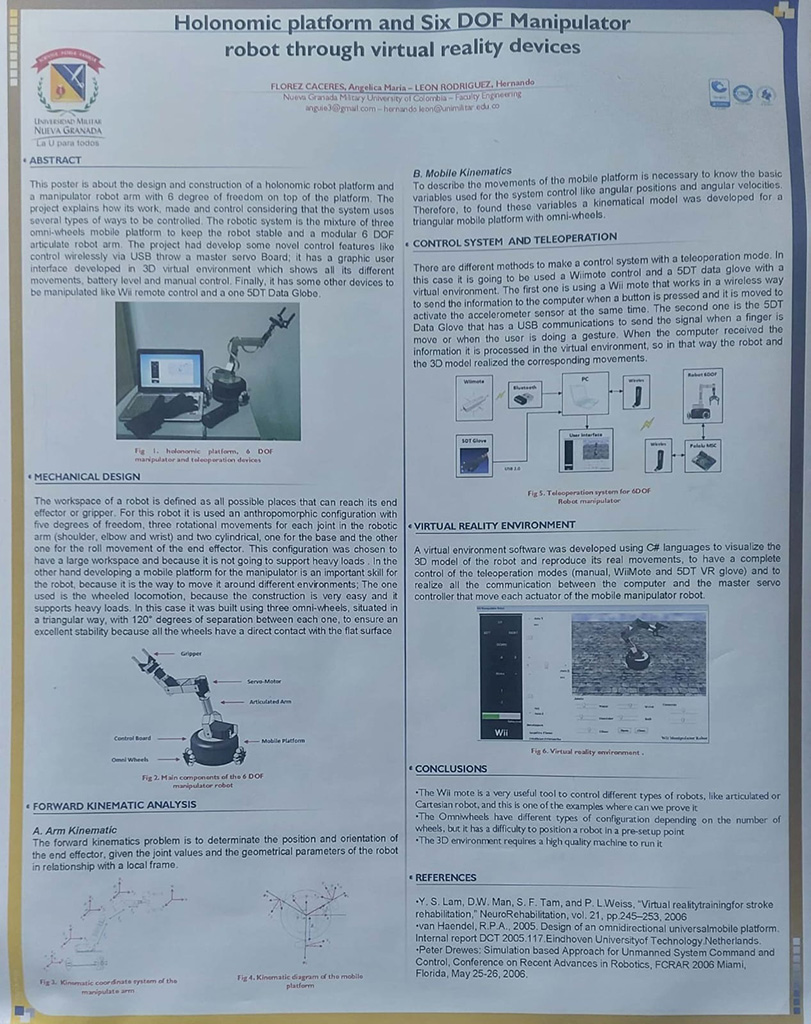 Holonomic platform and Six DOF Manipulator
robot through virtual reality devices
FLOREZ CACERES, Angelica Maria – LEON RODRIGUEZ, Hernando
Nueva Granada Military University of Colombia – Faculty Engineering
angus3@gmail.com – hernando.leon@unimilitar.edu.co
UNIVERSIDAD MILITAR
NUEVA GRANADA
La U para todos
ABSTRACT
This poster is about the design and construction of a holonomic robot platform and
a manipulator robot arm with 6 degree of freedom on top of the platform. The
project explains how its work, made and control considering that the system uses
several types of ways to be controlled. The robotic system is the mixture of three
omni-wheels mobile platform to keep the robot stable and a modular 6 DOF
articulate robot arm. The project had develop some novel control features like
control wirelessly via USB throw a master servo Board; it has a graphic user
interface developed in 3D virtual environment which shows all its different
movements, battery level and manual control. Finally, it has some other devices to
be manipulated like Wii remote control and a one 5DT Data Globe.
Fig 1. holonomic platform, 6 DOF
manipulator and teleoperation devices
MECHANICAL DESIGN
The workspace of a robot is defined as all possible places that can reach its end
effector or gripper. For this robot it is used an anthropomorphic configuration with
five degrees of freedom, three rotational movements for each joint in the robotic
arm (shoulder, elbow and wrist) and two cylindrical, one for the base and the other
one for the roll movement of the end effector. This configuration was chosen to
have a large workspace and because it is not going to support heavy loads . In the
other hand developing a mobile platform for the manipulator is an important skill for
the robot, because it is the way to move it around different environments; The one
used is the wheeled locomotion, because the construction is very easy and it
supports heavy loads. In this case it was built using three omni-wheels, situated in
a triangular way, with 120° degrees of separation between each one, to ensure an
excellent stability because all the wheels have a direct contact with the flat surface
Gripper
Servo-Motor
Articulated Arm
Control Board
Mobile Platform
Omni Wheels
Fig 2. Main components of the 6 DOF
manipulator robot
FORWARD KINEMATIC ANALYSIS
A. Arm Kinematic
The forward kinematics problem is to determinate the position and orientation of
the end effector, given the joint values and the geometrical parameters of the robot
in relationship with a local frame.
Fig 3. Kinematic coordinate system of the
manipulate arm
Fig 4. Kinematic diagram of the mobile
platform
B. Mobile Kinematics
To describe the movements of the mobile platform is necessary to know the basic
variables used for the system control like angular positions and angular velocities.
Therefore, to found these variables a kinematical model was developed for a
triangular mobile platform with omni-wheels.
CONTROL SYSTEM AND TELEOPERATION
There are different methods to make a control system with a teleoperation mode. In
this case it is going to be used a Wiimote control and a 5DT data glove with a
virtual environment. The first one is using a Wii mote that works in a wireless way
to send the information to the computer when a button is pressed and it is moved to
activate the accelerometer sensor at the same time. The second one is the 5DT
Data Glove that has a USB communications to send the signal when a finger is
move or when the user is doing a gesture. When the computer received the
information it is processed in the virtual environment, so in that way the robot and
the 3D model realized the corresponding movements.
Wiimote
Bluetooth
PC
Wireless
Robot 6DOF
5DT Glove
USB 2.0
User Interface
Wireless
Pololu MSC
Fig 5. Teleoperation system for 6DOF
Robot manipulator
VIRTUAL REALITY ENVIRONMENT
A virtual environment software was developed using C# languages to visualize the
3D model of the robot and reproduce its real movements, to have a complete
control of the teleoperation modes (manual, WiiMote and 5DT VR glove) and to
realize all the communication between the computer and the master servo
controller that move each actuator of the mobile manipulator robot.
Wii
Wii Manipulator Robot
Fig 6. Virtual reality environment .
CONCLUSIONS
•The Wii mote is a very useful tool to control different types of robots, like articulated or
Cartesian robot, and this is one of the examples where can we prove it
•The Omniwheels have different types of configuration depending on the number of
wheels, but it has a difficulty to position a robot in a pre-setup point
•The 3D environment requires a high quality machine to run it
REFERENCES
•Y. S. Lam, D.W. Man, S. F. Tam, and P. L.Weiss, “Virtual realitytrainingfor stroke
rehabilitation,” NeuroRehabilitation, vol. 21, pp.245–253, 2006
•van Haendel, R.P.A., 2005. Design of an omnidirectional universalmobile platform.
Internal report DCT 2005.117.Eindhoven Universityof Technology.Netherlands.
•Peter Drewes: Simulation based Approach for Unmanned System Command and
Control, Conference on Recent Advances in Robotics, FCRAR 2006 Miami,
Florida, May 25-26, 2006.